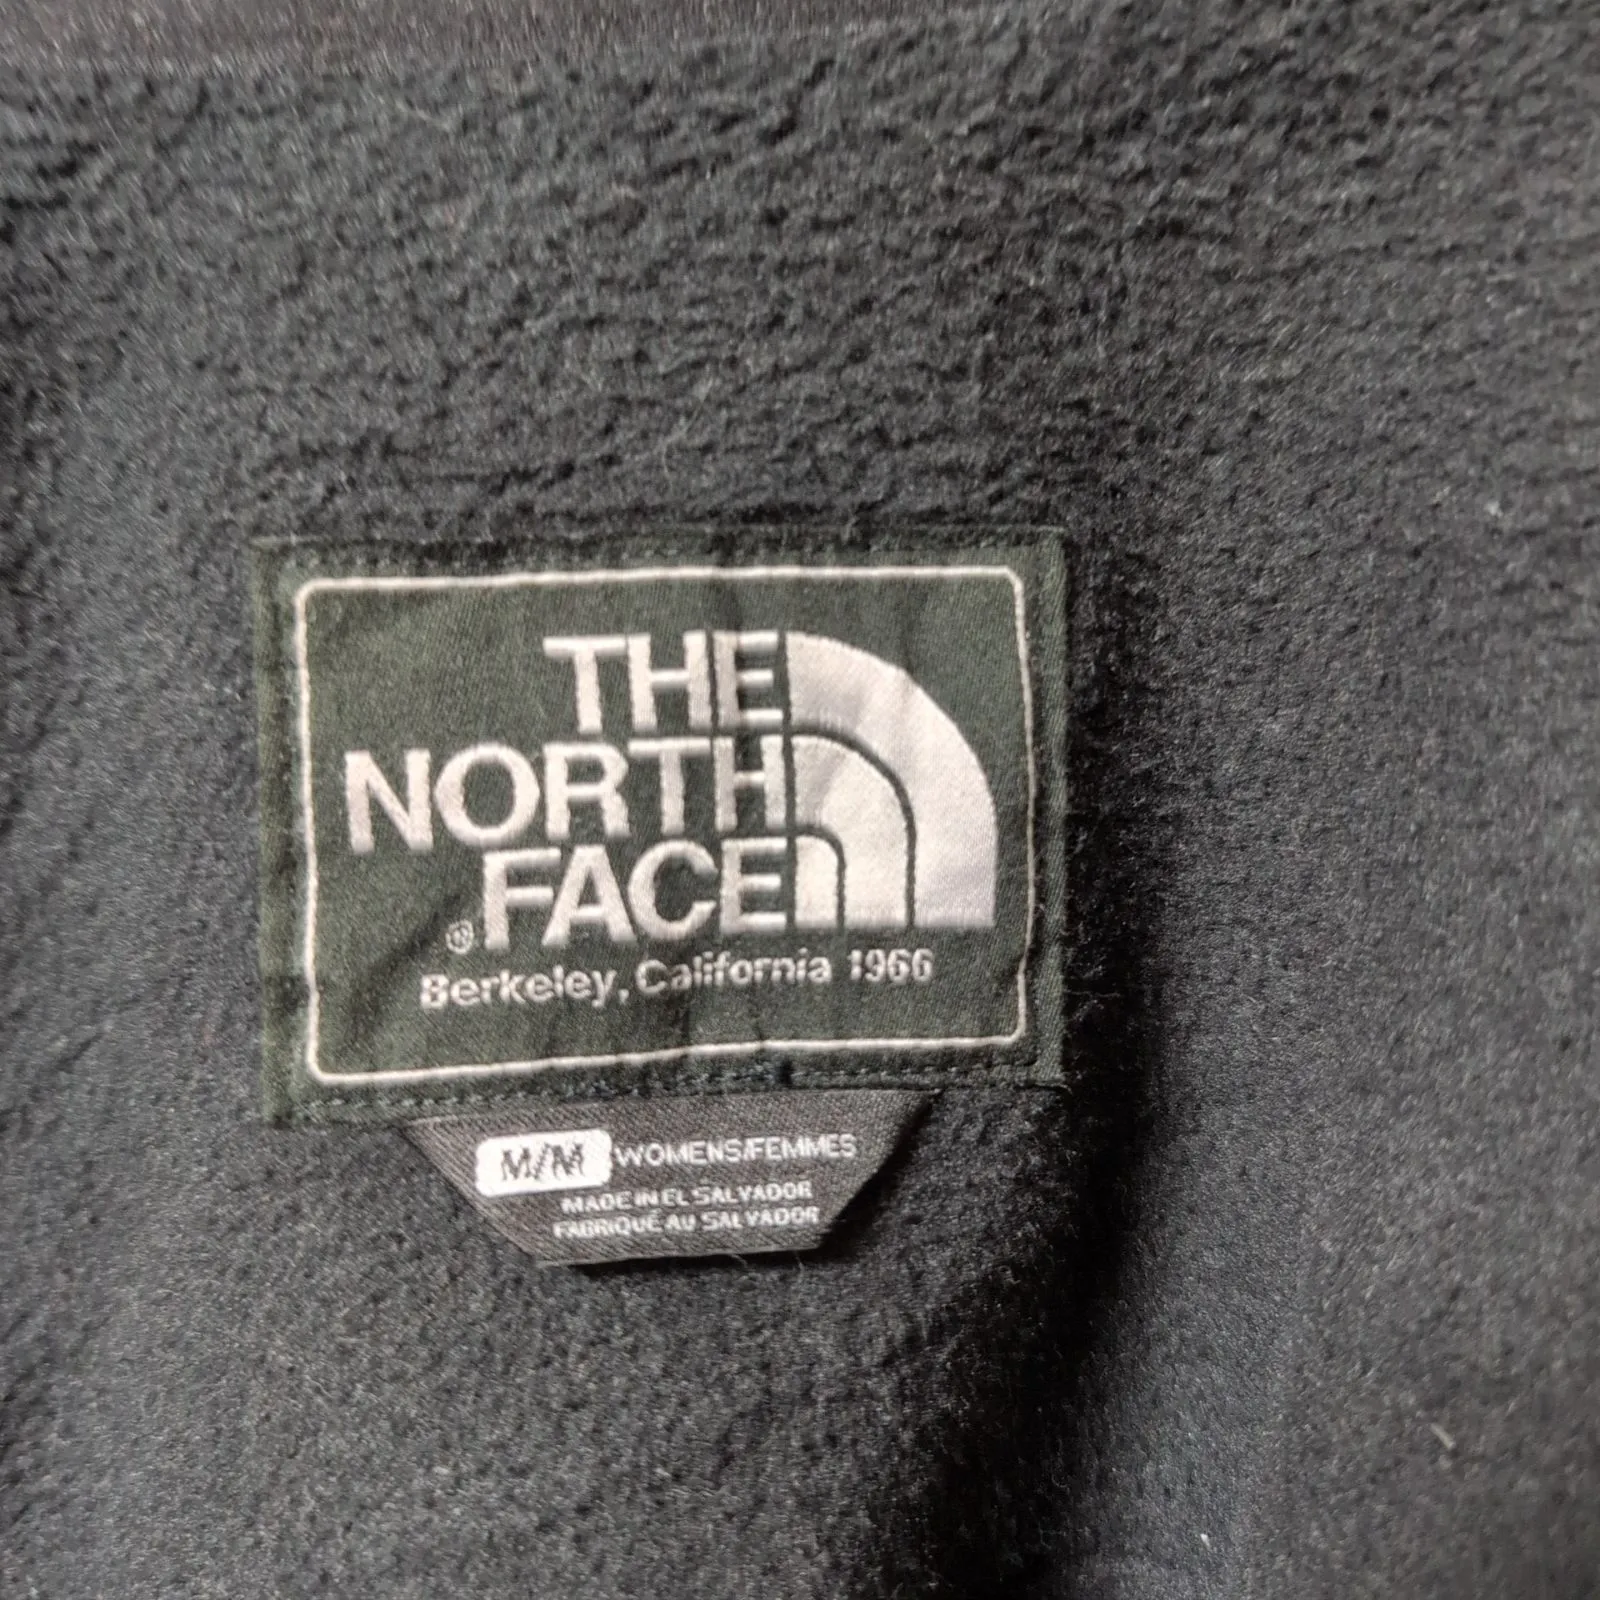 THE
NORTH
® FACE
Berkeley, California 1966
M/M WOMENS/FEMMES
MADE IN EL SALVADOR
FABRIQUÉ AU SALVADOR